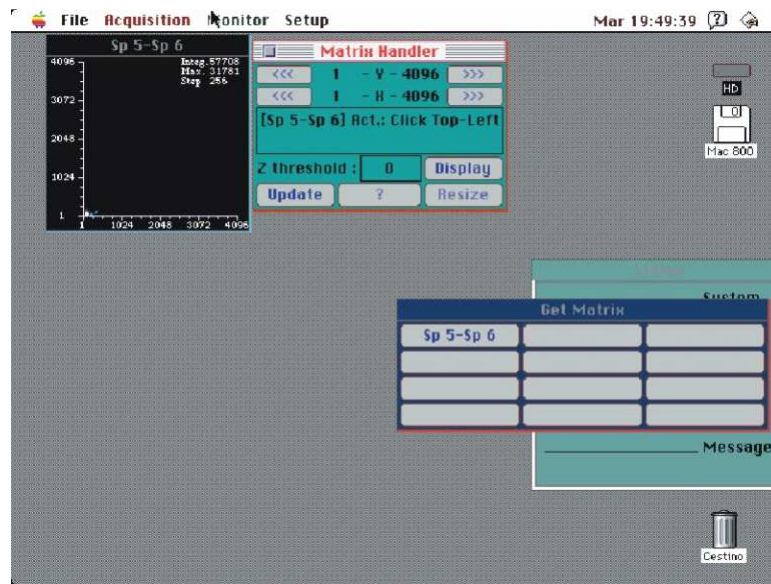 File Acquisition Monitor Setup Mar 19:49:39
Sp 5-Sp 6
4096
3072
2048
1024
1
1 1024 2048 3072 4096
Integ.57708
Max. 31781
Step 256
Matrix Handler
<<< 1 - Y - 4096 >>>
<<< 1 - X - 4096 >>>
[Sp 5-Sp 6] Act.: Click Top-Left
Z threshold : 0 Display
Update ? Resize
HD
Mac 800
System
Get Matrix
Sp 5-Sp 6
Message
Cestino